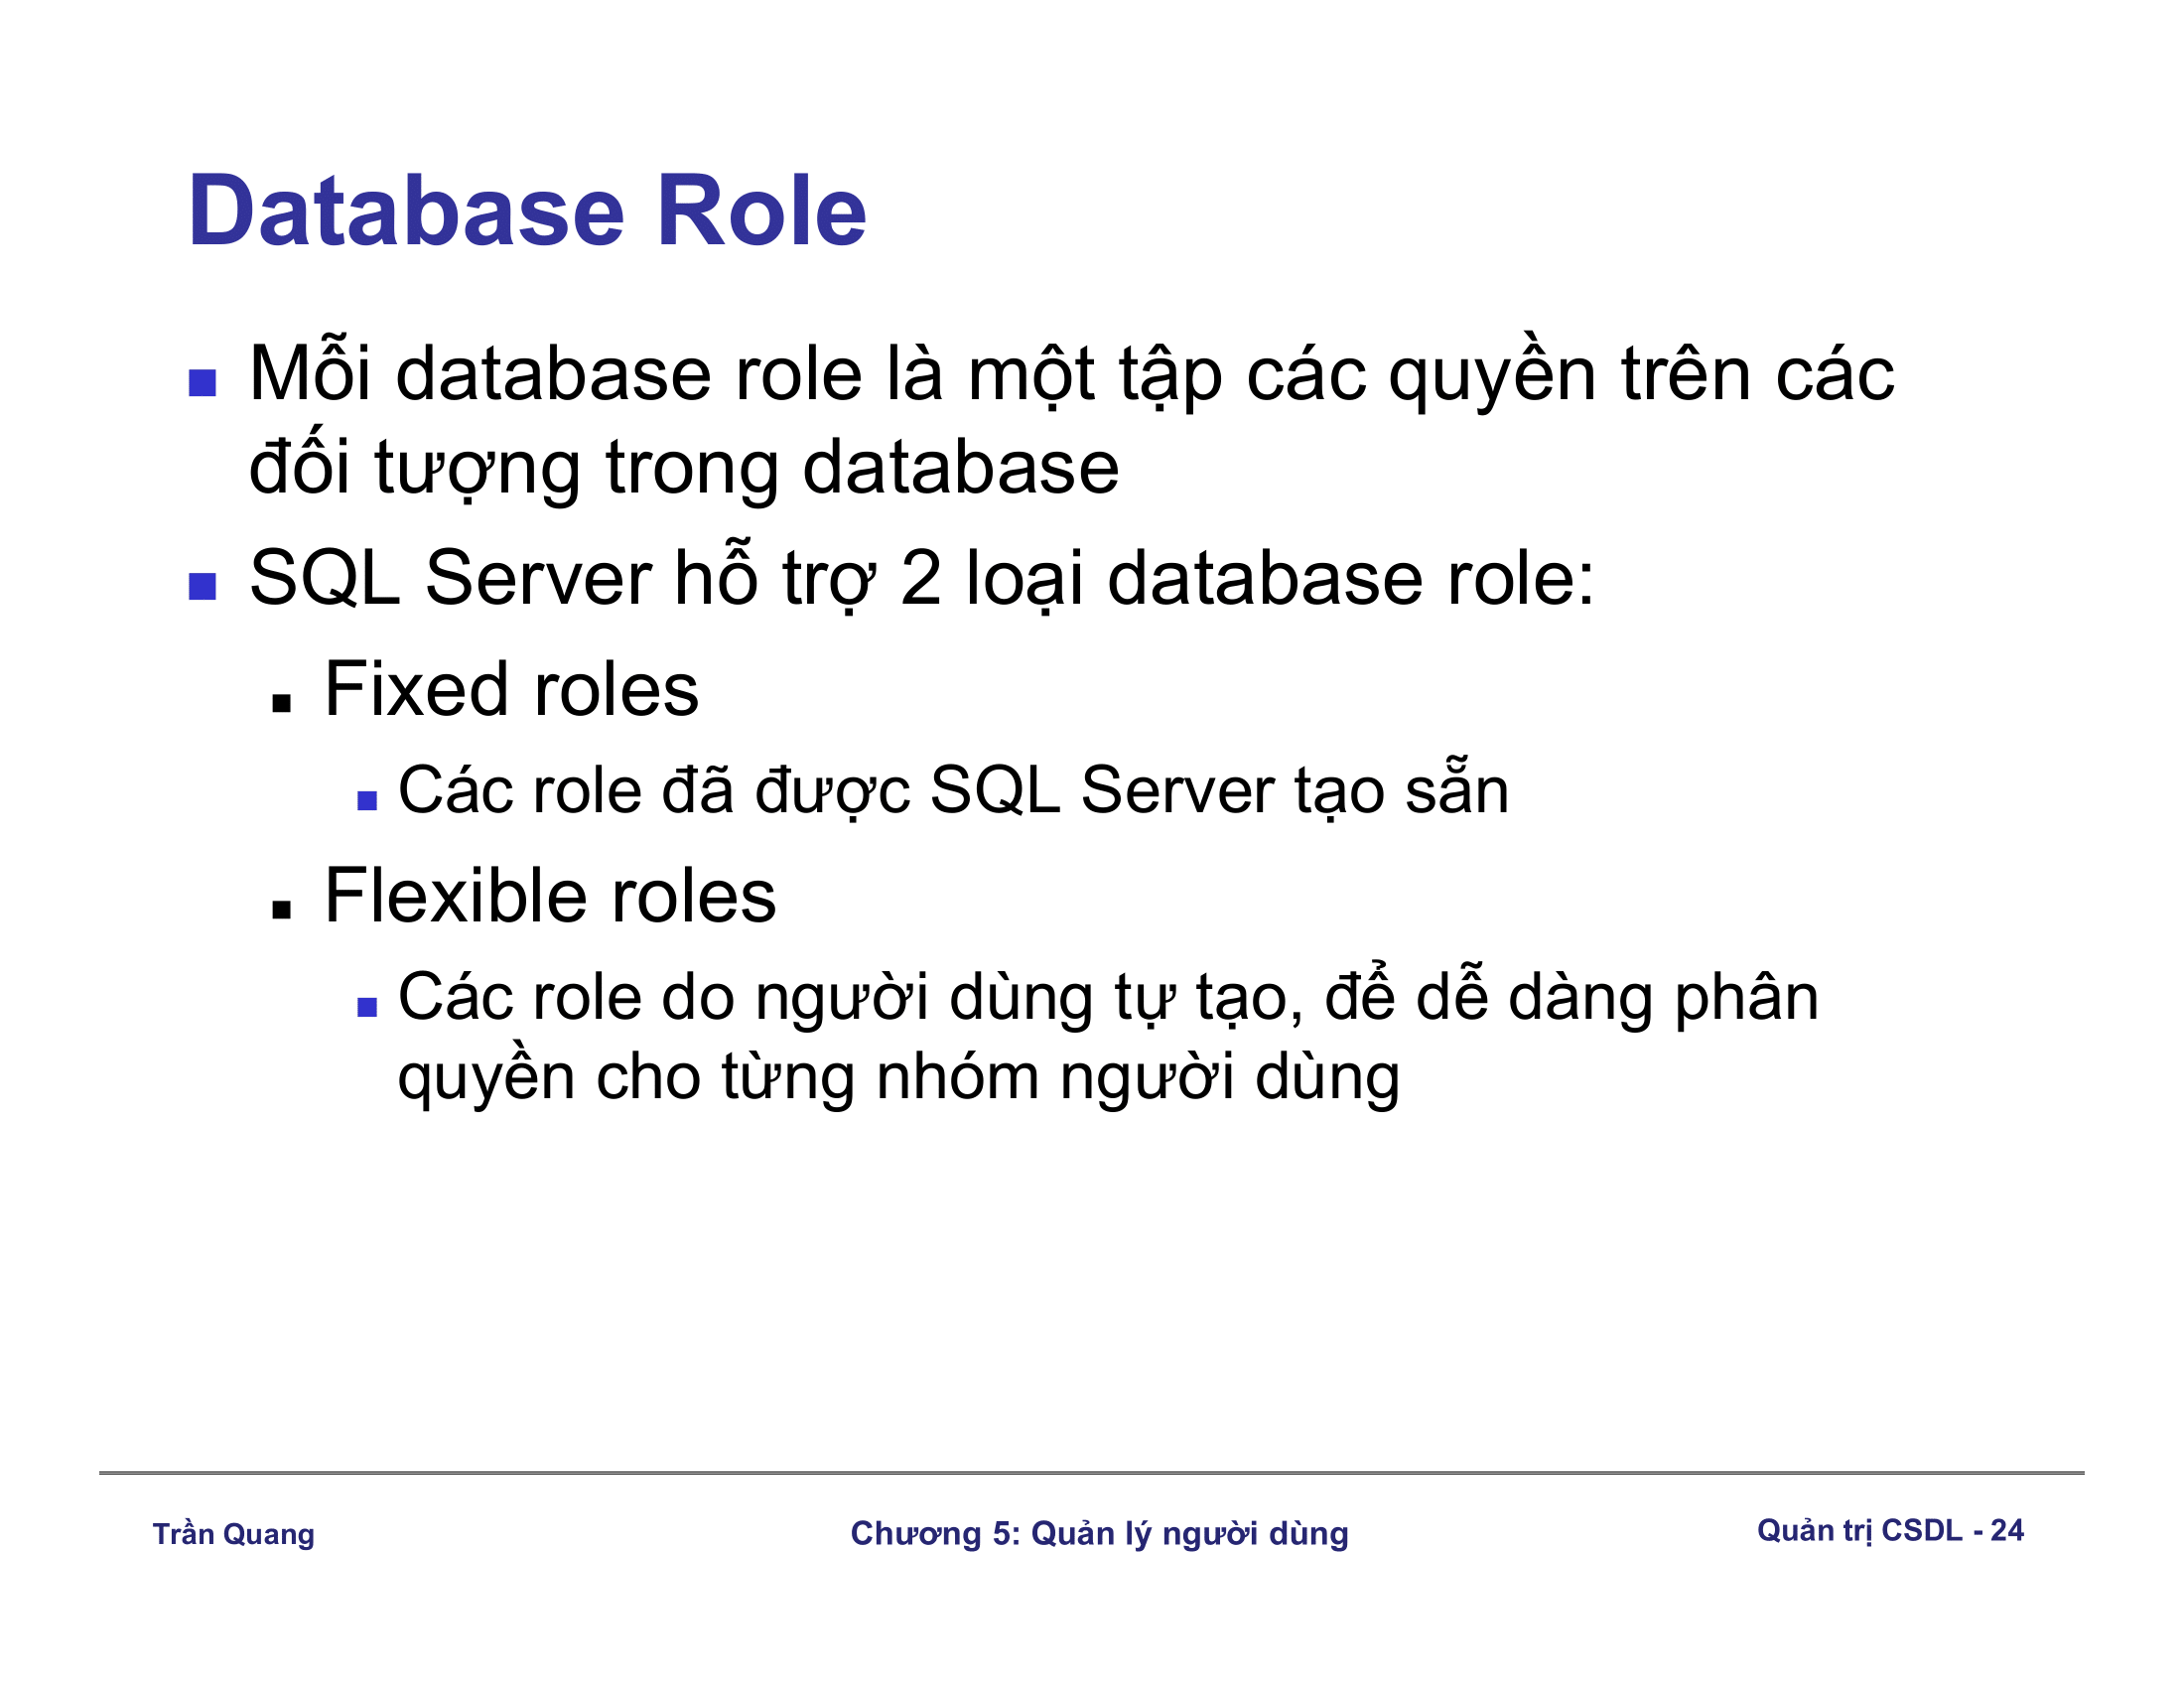 Database Role
Mỗi database role là một tập các quyền trên các
đối tượng trong database
SQL Server hỗ trợ 2 loại database role:
Fixed roles
Các role đã được SQL Server tạo sẵn
Flexible roles
Các role do người dùng tự tạo, để dễ dàng phân
quyền cho từng nhóm người dùng
Trần Quang
Chương 5: Quản lý người dùng
Quản trị CSDL - 24